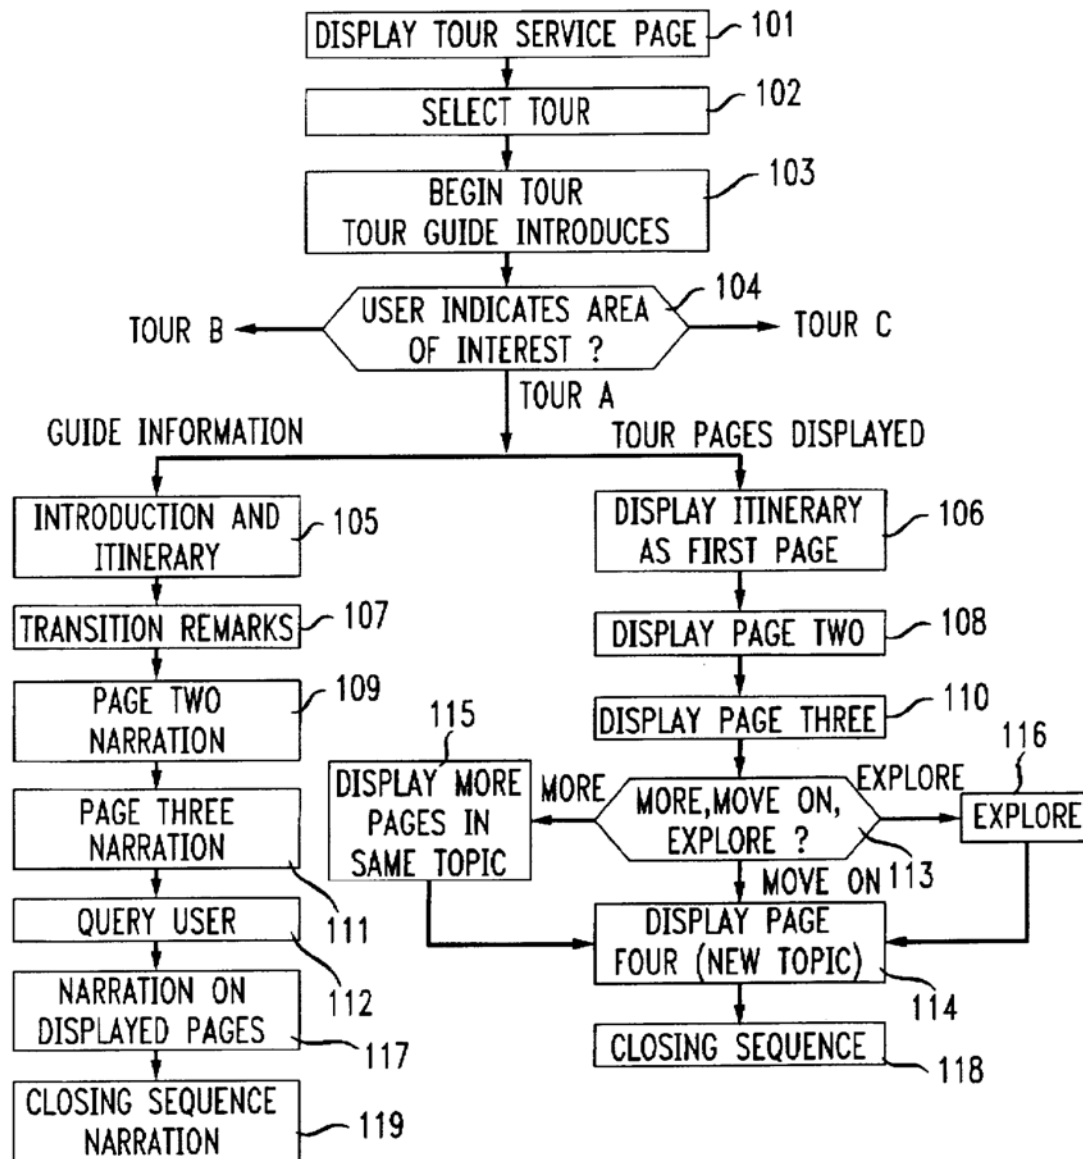 DISPLAY TOUR SERVICE PAGE
101
SELECT TOUR
102
BEGIN TOUR
TOUR GUIDE INTRODUCES
103
USER INDICATES AREA
OF INTEREST ?
104
TOUR B
TOUR C
TOUR A
GUIDE INFORMATION
TOUR PAGES DISPLAYED
INTRODUCTION AND
ITINERARY
105
DISPLAY ITINERARY
AS FIRST PAGE
106
TRANSITION REMARKS
107
DISPLAY PAGE TWO
108
PAGE TWO
NARRATION
109
DISPLAY PAGE THREE
110
115
DISPLAY MORE
PAGES IN
SAME TOPIC
MORE
MORE,MOVE ON,
EXPLORE ?
113
EXPLORE
116
EXPLORE
PAGE THREE
NARRATION
111
MOVE ON
QUERY USER
112
DISPLAY PAGE
FOUR (NEW TOPIC)
114
NARRATION ON
DISPLAYED PAGES
117
CLOSING SEQUENCE
118
CLOSING SEQUENCE
NARRATION
119